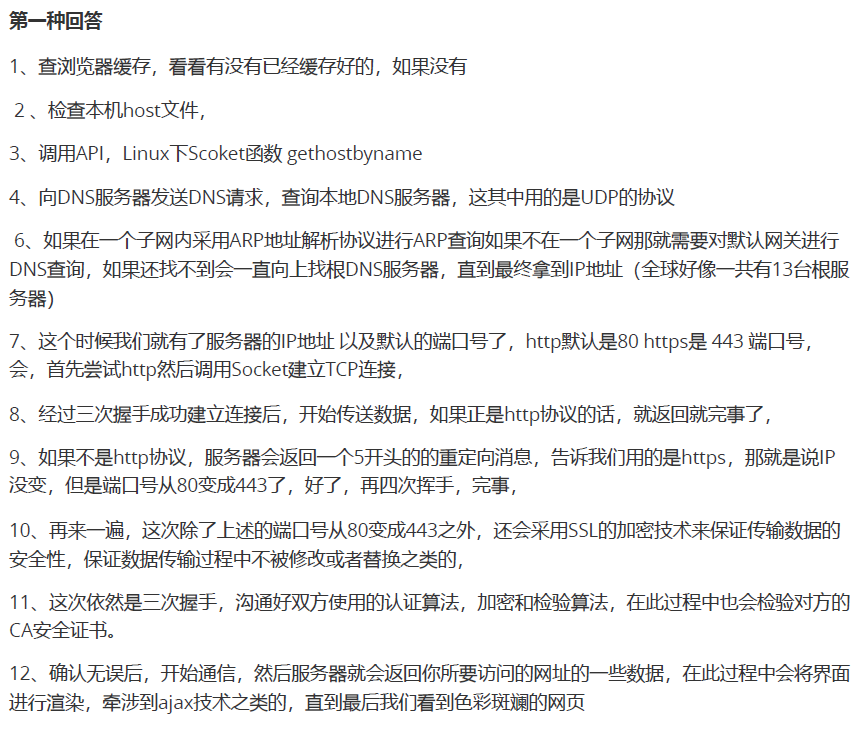 第一种回答
1、查浏览器缓存，看看有没有已经缓存好的，如果没有
2 、检查本机host文件，
3、调用API，Linux下Scoket函数 gethostbyname
4、向DNS服务器发送DNS请求，查询本地DNS服务器，这其中用的是UDP的协议
6、如果在一个子网内采用ARP地址解析协议进行ARP查询如果不在一个子网那就需要对默认网关进行
DNS查询，如果还找不到会一直向上找根DNS服务器，直到最终拿到IP地址（全球好像一共有13台根服
务器）
7、这个时候我们就有了服务器的IP地址 以及默认的端口号了，http默认是80 https是 443 端口号，
会，首先尝试http然后调用Socket建立TCP连接，
8、经过三次握手成功建立连接后，开始传送数据，如果正是http协议的话，就返回就完事了，
9、如果不是http协议，服务器会返回一个5开头的的重定向消息，告诉我们用的是https，那就是说IP
没变，但是端口号从80变成443了，好了，再四次挥手，完事，
10、再来一遍，这次除了上述的端口号从80变成443之外，还会采用SSL的加密技术来保证传输数据的
安全性，保证数据传输过程中不被修改或者替换之类的，
11、这次依然是三次握手，沟通好双方使用的认证算法，加密和检验算法，在此过程中也会检验对方的
CA安全证书。
12、确认无误后，开始通信，然后服务器就会返回你所要访问的网址的一些数据，在此过程中会将界面
进行渲染，牵涉到ajax技术之类的，直到最后我们看到色彩斑斓的网页